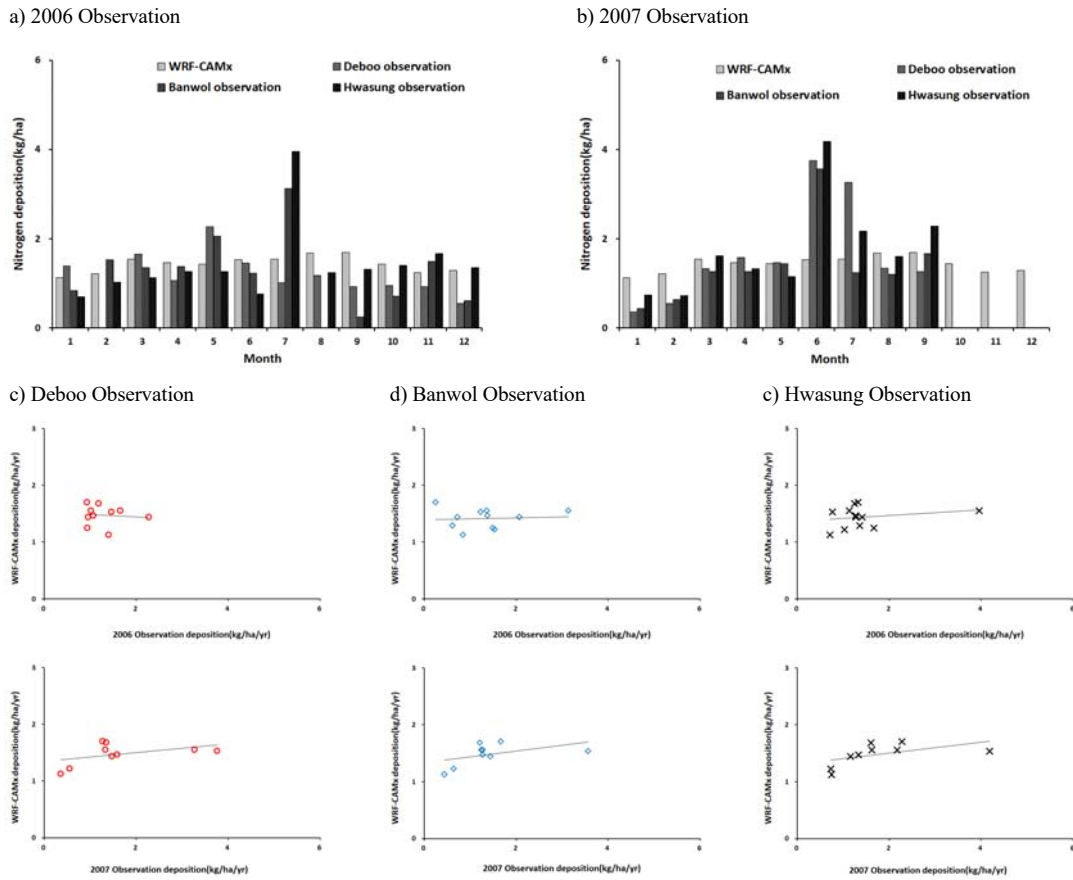 a) 2006 Observation
b) 2007 Observation
6
4
2
0
Nitrogen deposition(kg/ha)
WRF-CAMx
Deboo observation
Banwol observation
Hwasung observation
1 2 3 4 5 6 7 8 9 10 11 12
Month
6
4
2
0
Nitrogen deposition(kg/ha)
WRF-CAMx
Deboo observation
Banwol observation
Hwasung observation
1 2 3 4 5 6 7 8 9 10 11 12
Month
c) Deboo Observation
d) Banwol Observation
c) Hwasung Observation
3
2
1
0
WRF-CAMx deposition(kg/ha/yr)
0 2 4 6
2006 Observation deposition(kg/ha/yr)
3
2
1
0
WRF-CAMx deposition(kg/ha/yr)
0 2 4 6
2006 Observation deposition(kg/ha/yr)
3
2
1
0
WRF-CAMx deposition(kg/ha/yr)
0 2 4 6
2006 Observation deposition(kg/ha/yr)
3
2
1
0
WRF-CAMx deposition(kg/ha/yr)
0 2 4 6
2007 Observation deposition(kg/ha/yr)
3
2
1
0
WRF-CAMx deposition(kg/ha/yr)
0 2 4 6
2007 Observation deposition(kg/ha/yr)
3
2
1
0
WRF-CAMx deposition(kg/ha/yr)
0 2 4 6
2007 Observation deposition(kg/ha/yr)